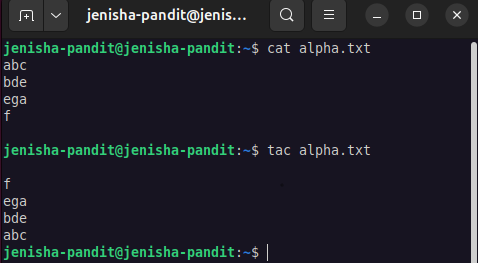 jenisha-pandit@jenis...
jenisha-pandit@jenisha-pandit:~$ cat alpha.txt
abc
bde
ega
f

jenisha-pandit@jenisha-pandit:~$ tac alpha.txt

f
ega
bde
abc
jenisha-pandit@jenisha-pandit:~$